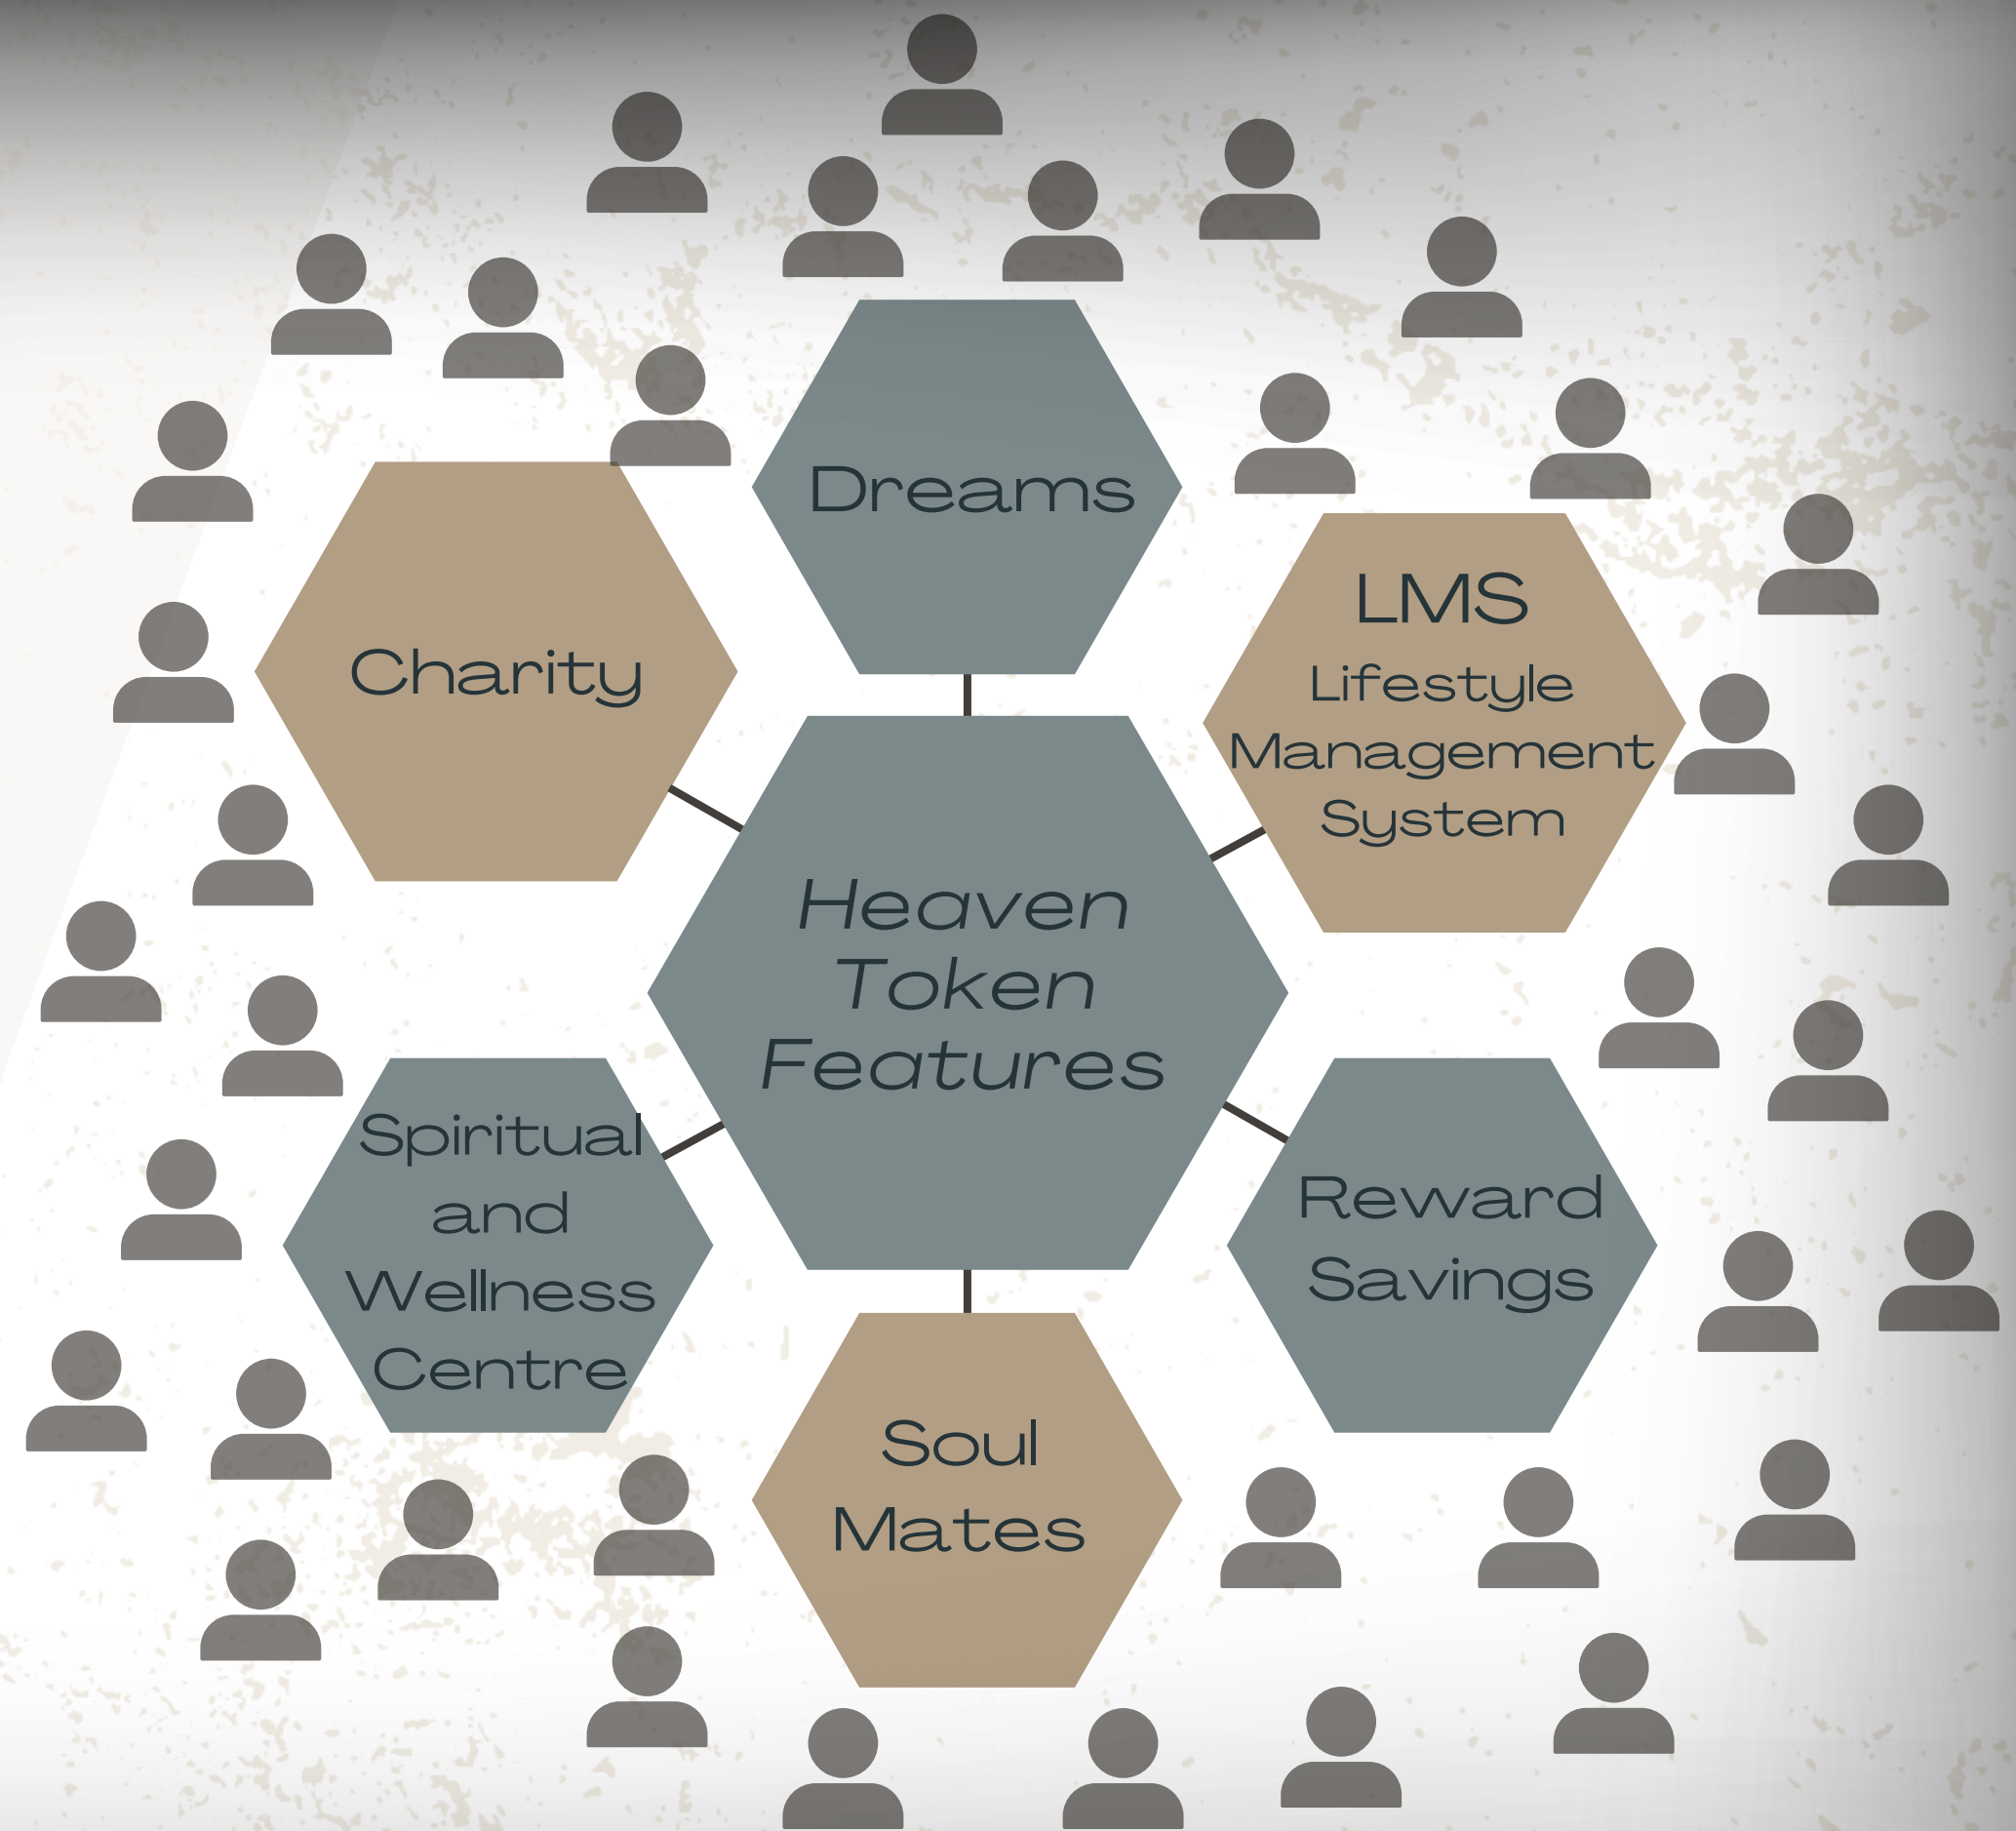 Dreams
Charity
LMS
Lifestyle
Management
System
Heaven
Token
Features
Spiritual
and
Wellness
Centre
Reward
Savings
Soul
Mates